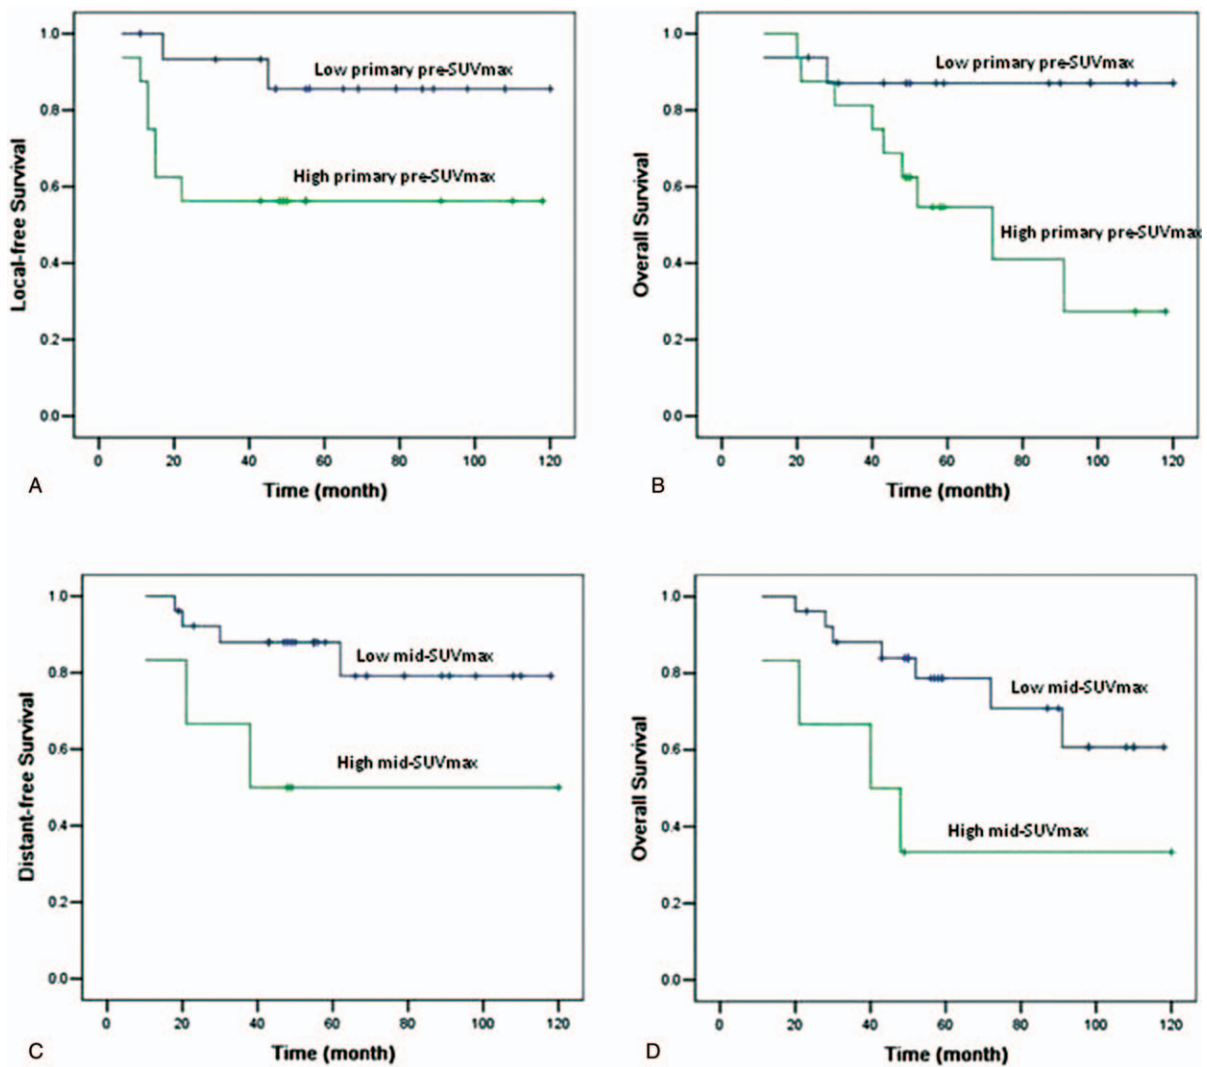 1.0
0.8
0.6
0.4
0.2
0.0
Local-free Survival
Low primary pre-SUVmax
High primary pre-SUVmax
0 20 40 60 80 100 120
Time (month)
A
1.0
0.8
0.6
0.4
0.2
0.0
Overall Survival
Low primary pre-SUVmax
High primary pre-SUVmax
0 20 40 60 80 100 120
Time (month)
B
1.0
0.8
0.6
0.4
0.2
0.0
Distant-free Survival
Low mid-SUVmax
High mid-SUVmax
0 20 40 60 80 100 120
Time (month)
C
1.0
0.8
0.6
0.4
0.2
0.0
Overall Survival
Low mid-SUVmax
High mid-SUVmax
0 20 40 60 80 100 120
Time (month)
D